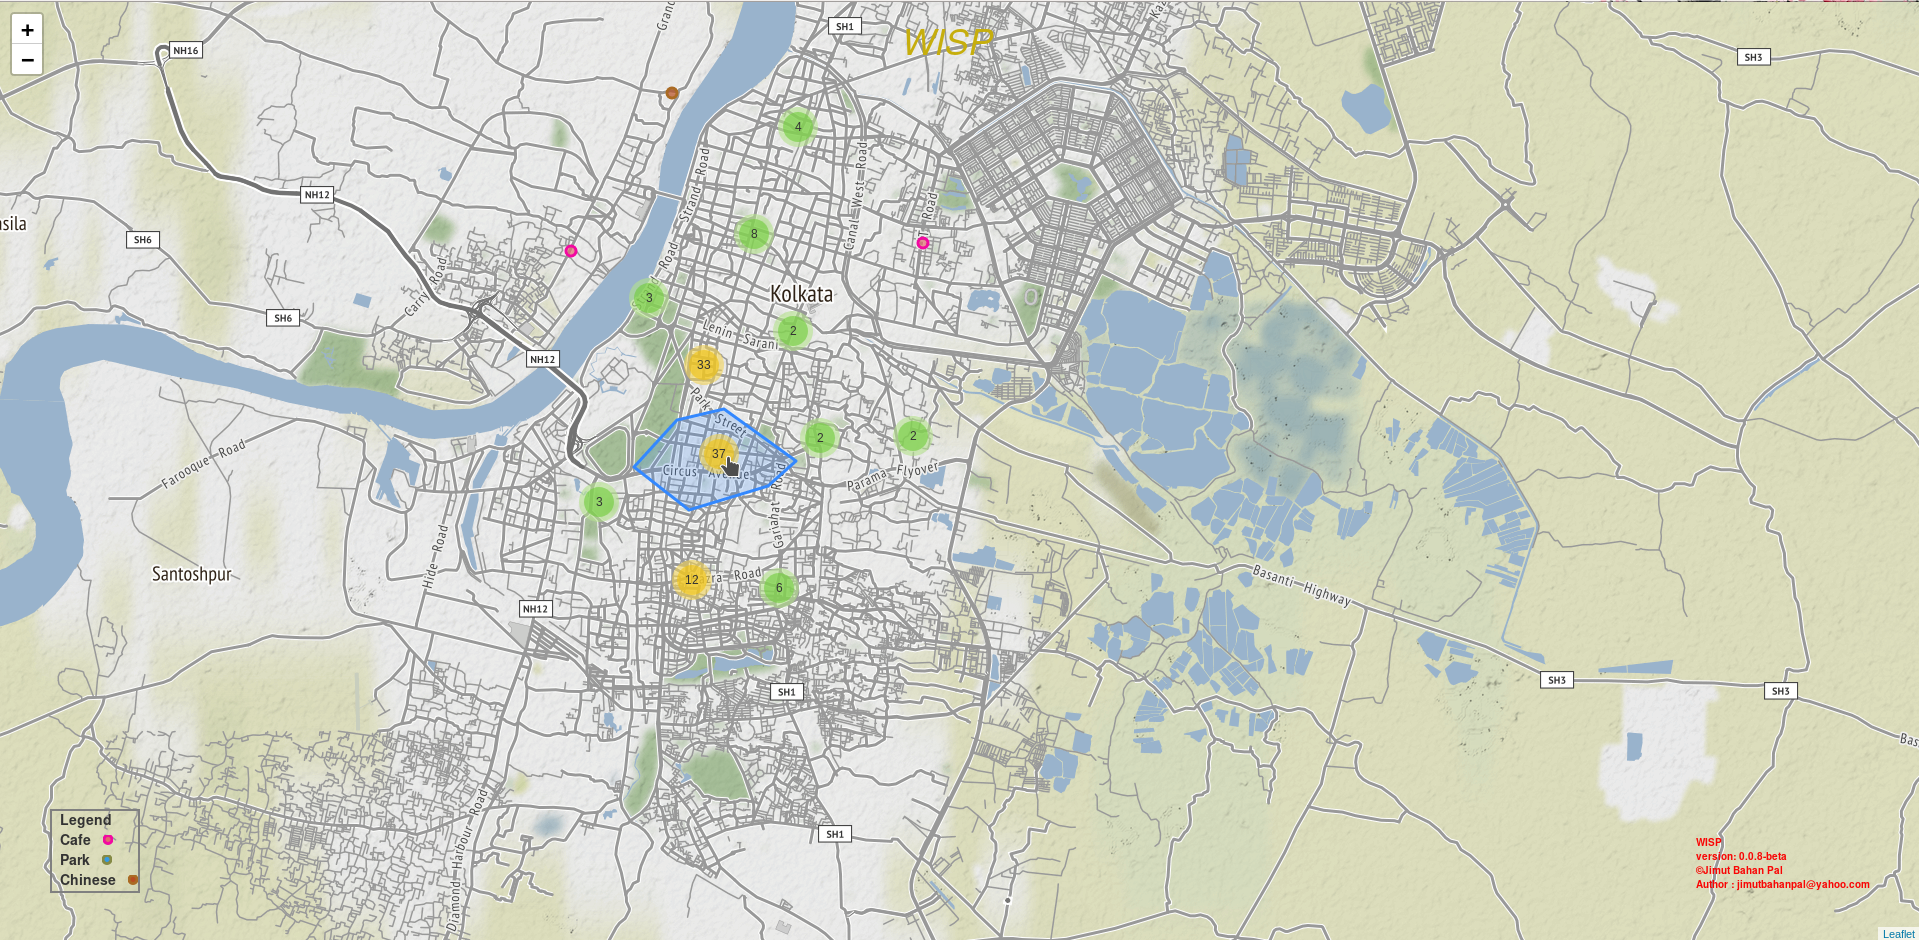 +
−
NH16
SH1
WISP
SH3
4
Strand Road
Canal West Road
NH12
asila
SH6
8
Road
Road
3
Kolkata
Carry Road
SH6
2
Lenin Sarani
NH12
33
Park Street
37
2
2
Circus Avenue
Parama Flyover
Farooque Road
3
Gariahat Road
Hide Road
Santoshpur
12
azra Road
6
Basanti Highway
NH12
SH3
SH3
SH1
Bas
SH1
Diamond Harbour Road
Legend
Cafe
Park
Chinese
WISP
version: 0.0.8-beta
©Jimut Bahan Pal
Author : jimutbahanpal@yahoo.com
Leaflet